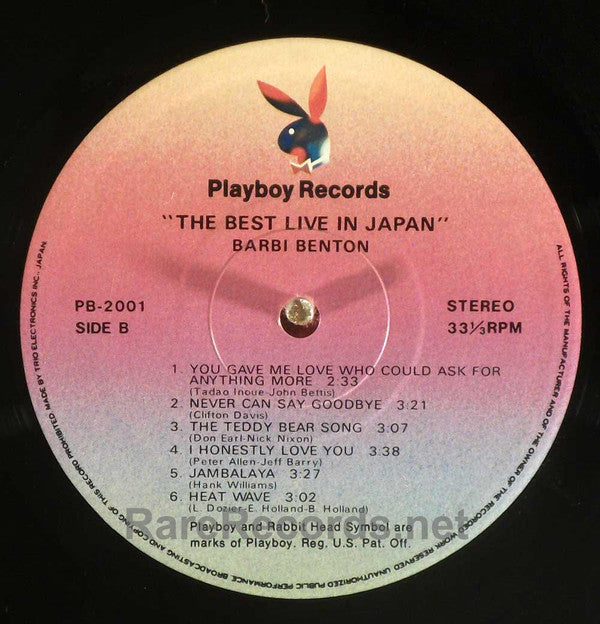 Playboy Records
"THE BEST LIVE IN JAPAN"
BARBI BENTON
PB-2001
SIDE B
STEREO
33⅓RPM
1. YOU GAVE ME LOVE WHO COULD ASK FOR
ANYTHING MORE 2:33
(Tadao Inoue-John Bettis)
2. NEVER CAN SAY GOODBYE 3:21
(Clifton Davis)
3. THE TEDDY BEAR SONG 3:07
(Don Earl-Nick Nixon)
4. I HONESTLY LOVE YOU 3:38
(Peter Allen-Jeff Barry)
5. JAMBALAYA 3:27
(Hank Williams)
6. HEAT WAVE 3:02
(L. Dozier-E. Holland-B. Holland)
Playboy and Rabbit Head Symbol are
marks of Playboy. Reg. U.S. Pat. Off.
RareRecords.net
ALL RIGHTS OF THE MANUFACTURER AND OF THE OWNER OF THE RECORDED WORK RESERVED UNAUTHORIZED PUBLIC PERFORMANCE BROADCASTING AND COPYING OF THIS RECORD PROHIBITED MADE BY TRIO ELECTRONICS INC., JAPAN